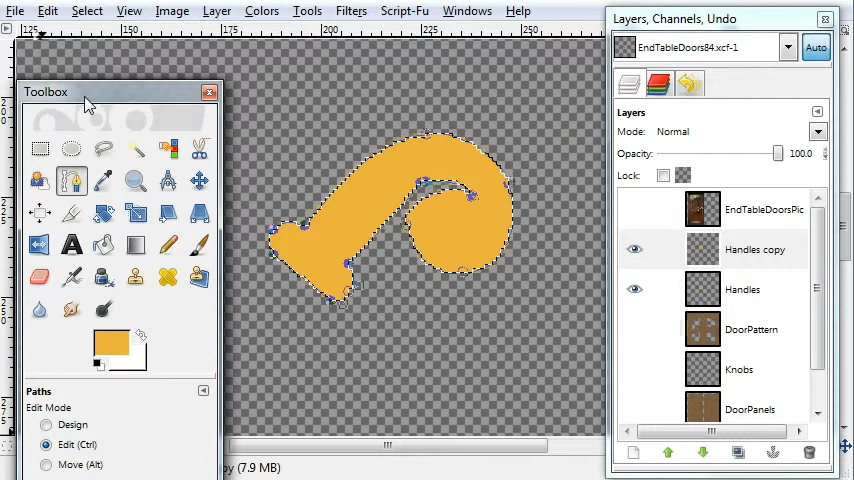 File Edit Select View Image Layer Colors Tools Filters Script-Fu Windows Help
125 150 200 225 250
Layers, Channels, Undo
EndTableDoors84.xcf-1
Auto
Layers
Mode: Normal
Opacity: 100.0
Lock:
EndTableDoorsPic
Handles copy
Handles
DoorPattern
Knobs
DoorPanels
Toolbox
Paths
Edit Mode
Design
Edit (Ctrl)
Move (Alt)
py (7.9 MB)